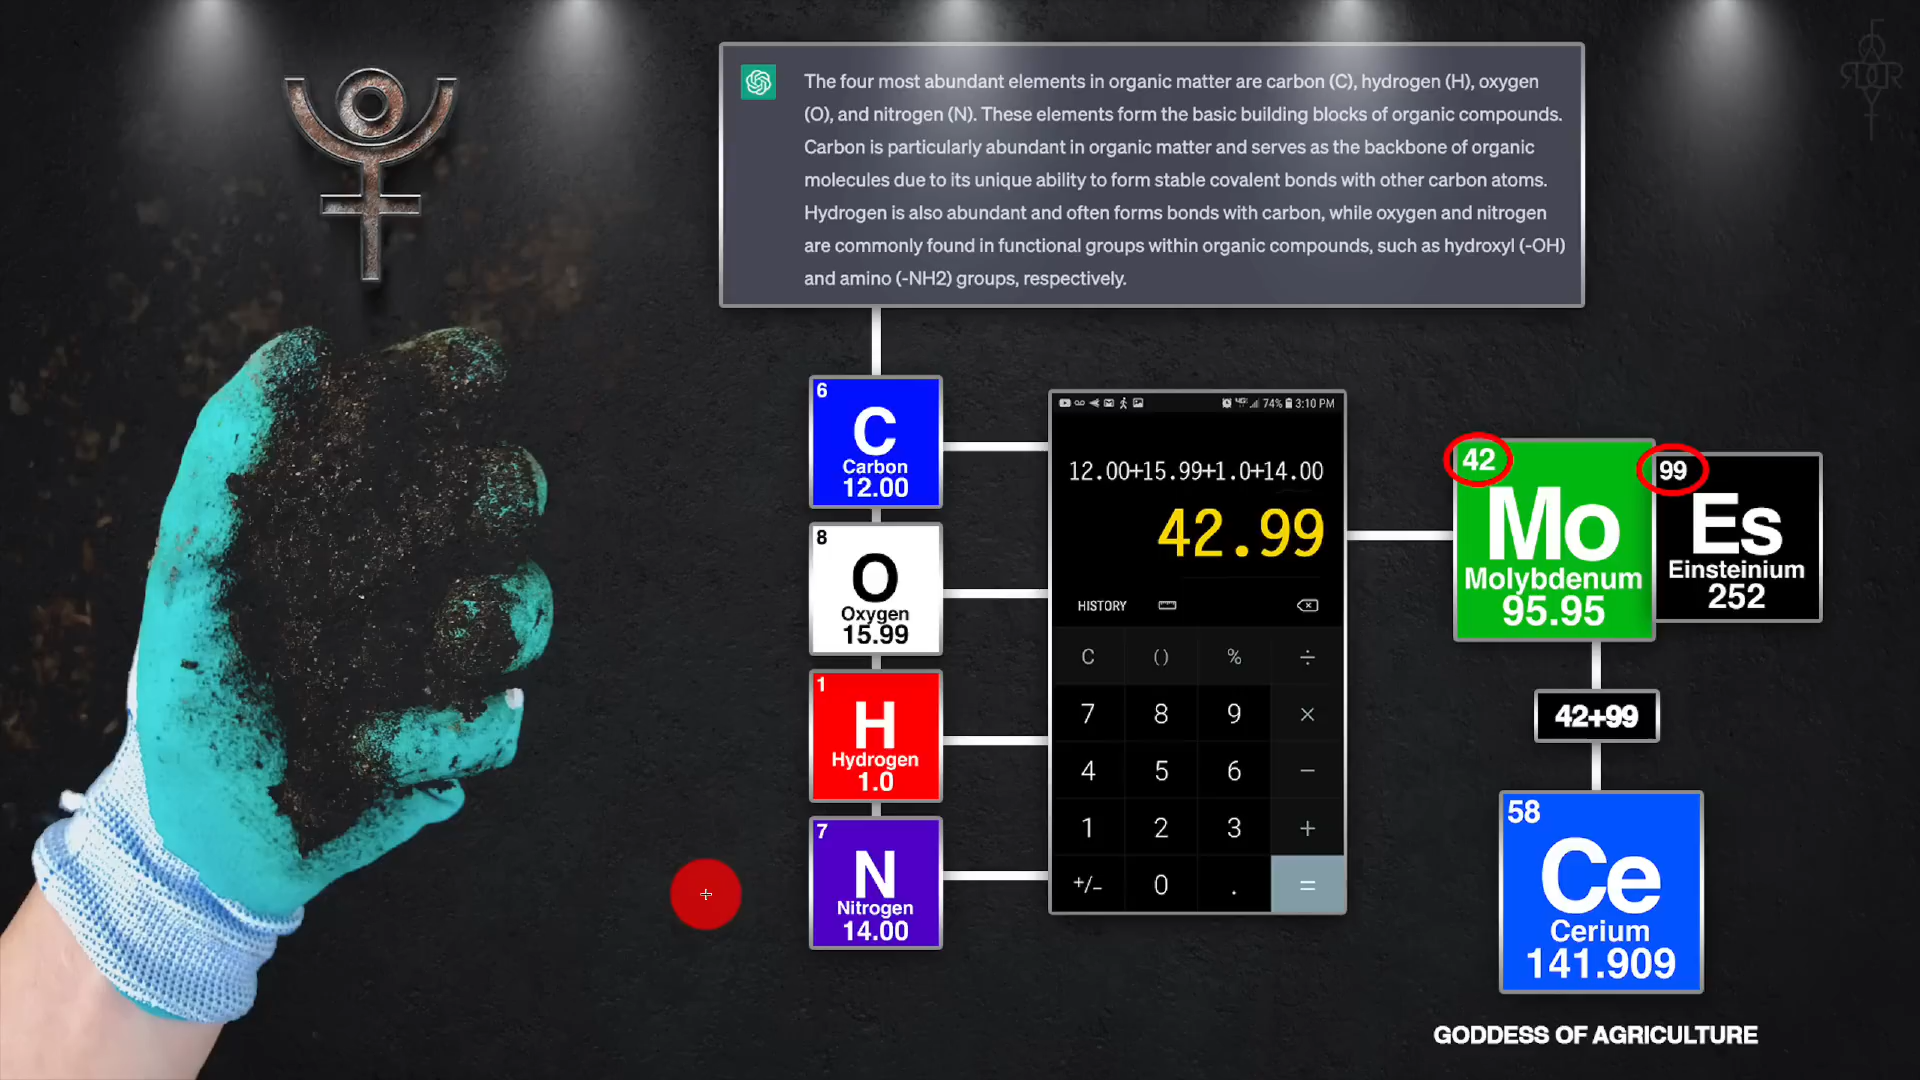 The four most abundant elements in organic matter are carbon (C), hydrogen (H), oxygen
(O), and nitrogen (N). These elements form the basic building blocks of organic compounds.
Carbon is particularly abundant in organic matter and serves as the backbone of organic
molecules due to its unique ability to form stable covalent bonds with other carbon atoms.
Hydrogen is also abundant and often forms bonds with carbon, while oxygen and nitrogen
are commonly found in functional groups within organic compounds, such as hydroxyl (-OH)
and amino (-NH2) groups, respectively.
6
C
Carbon
12.00
8
O
Oxygen
15.99
1
H
Hydrogen
1.0
7
N
Nitrogen
14.00
74% 3:10 PM
12.00+15.99+1.0+14.00
42.99
HISTORY
C () % ÷
7 8 9 ×
4 5 6 −
1 2 3 +
+/− 0 . =
42
Mo
Molybdenum
95.95
99
Es
Einsteinium
252
42+99
58
Ce
Cerium
141.909
GODDESS OF AGRICULTURE